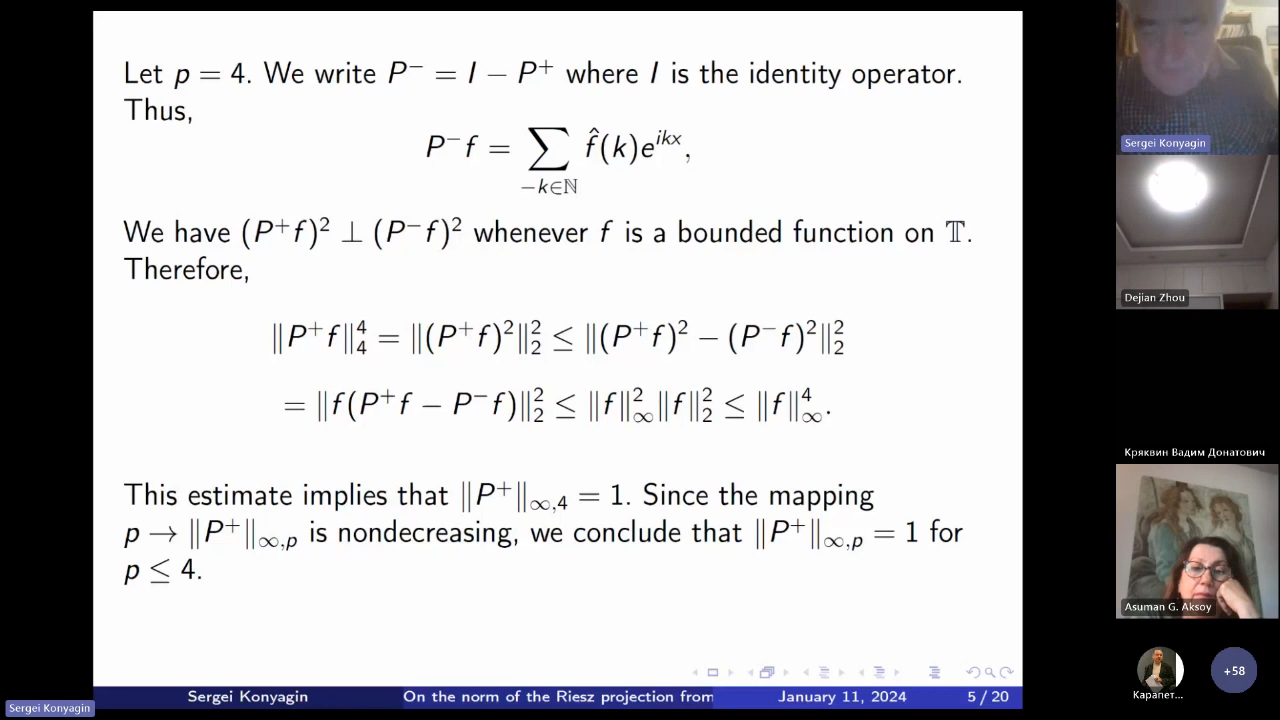 Let p = 4. We write P⁻ = I − P⁺ where I is the identity operator.
Thus,
P⁻f = ∑_{−k∈ℕ} f̂(k)e^{ikx},
We have (P⁺f)² ⊥ (P⁻f)² whenever f is a bounded function on 𝕋.
Therefore,
‖P⁺f‖₄⁴ = ‖(P⁺f)²‖₂² ≤ ‖(P⁺f)² − (P⁻f)²‖₂²
= ‖f(P⁺f − P⁻f)‖₂² ≤ ‖f‖_∞²‖f‖₂² ≤ ‖f‖_∞⁴.
This estimate implies that ‖P⁺‖_{∞,4} = 1. Since the mapping
p → ‖P⁺‖_{∞,p} is nondecreasing, we conclude that ‖P⁺‖_{∞,p} = 1 for
p ≤ 4.
Sergei Konyagin On the norm of the Riesz projection from January 11, 2024 5 / 20
Sergei Konyagin
Sergei Konyagin
Dejian Zhou
Кряквин Вадим Донатович
Asuman G. Aksoy
Карапет...
+58